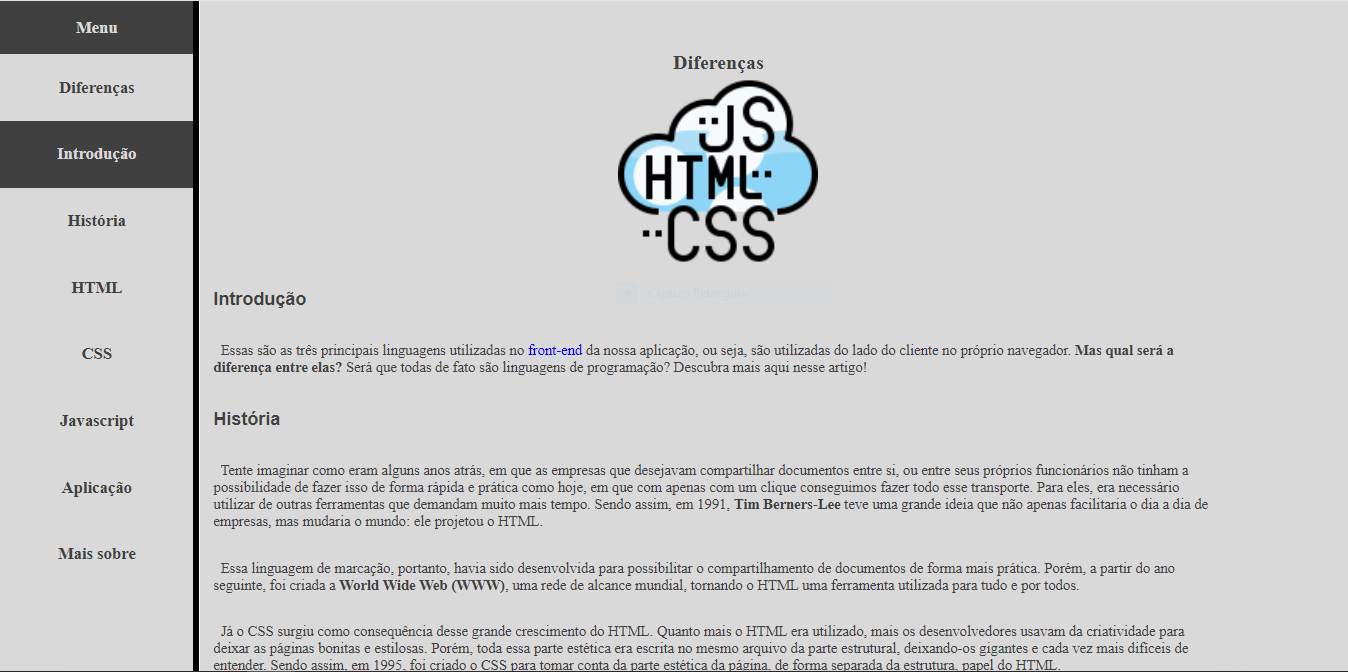 Menu
Diferenças
Introdução
História
HTML
CSS
Javascript
Aplicação
Mais sobre
Diferenças
JS
HTML
CSS
Captura Retangular
Introdução
Essas são as três principais linguagens utilizadas no front-end da nossa aplicação, ou seja, são utilizadas do lado do cliente no próprio navegador. Mas qual será a
diferença entre elas? Será que todas de fato são linguagens de programação? Descubra mais aqui nesse artigo!
História
Tente imaginar como eram alguns anos atrás, em que as empresas que desejavam compartilhar documentos entre si, ou entre seus próprios funcionários não tinham a
possibilidade de fazer isso de forma rápida e prática como hoje, em que com apenas com um clique conseguimos fazer todo esse transporte. Para eles, era necessário
utilizar de outras ferramentas que demandam muito mais tempo. Sendo assim, em 1991, Tim Berners-Lee teve uma grande ideia que não apenas facilitaria o dia a dia de
empresas, mas mudaria o mundo: ele projetou o HTML.
Essa linguagem de marcação, portanto, havia sido desenvolvida para possibilitar o compartilhamento de documentos de forma mais prática. Porém, a partir do ano
seguinte, foi criada a World Wide Web (WWW), uma rede de alcance mundial, tornando o HTML uma ferramenta utilizada para tudo e por todos.
Já o CSS surgiu como consequência desse grande crescimento do HTML. Quanto mais o HTML era utilizado, mais os desenvolvedores usavam da criatividade para
deixar as páginas bonitas e estilosas. Porém, toda essa parte estética era escrita no mesmo arquivo da parte estrutural, deixando-os gigantes e cada vez mais difíceis de
entender. Sendo assim, em 1995, foi criado o CSS para tomar conta da parte estética da página, de forma separada da estrutura, papel do HTML.